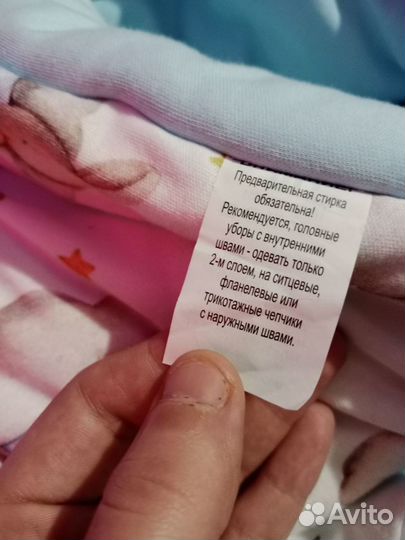 Предварительная стирка
обязательна!
Рекомендуется, головные
уборы с внутренними
швами - одевать только
2-м слоем, на ситцевые,
фланелевые или
трикотажные чепчики
с наружными швами.
Avito